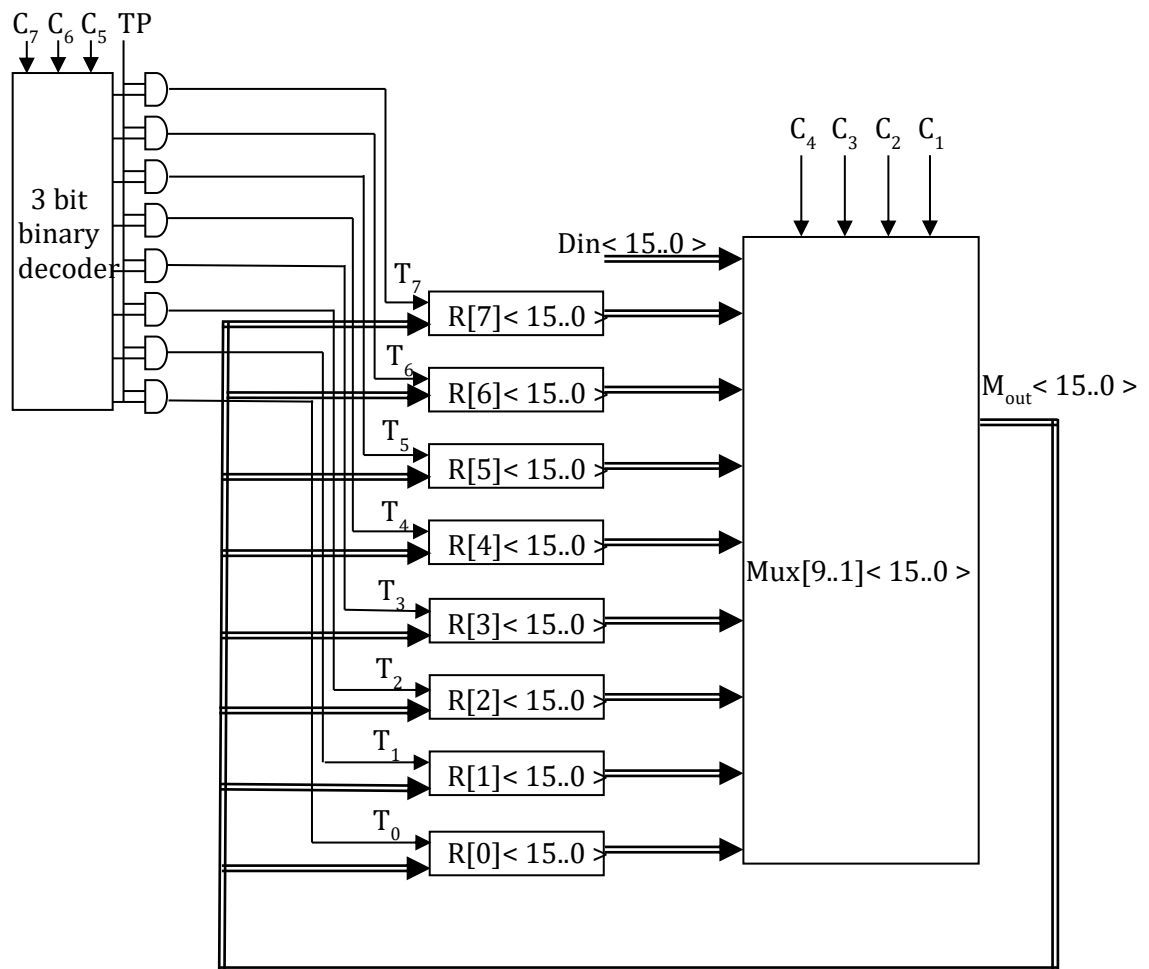 C₇ C₆ C₅ TP
3 bit
binary
decoder
C₄ C₃ C₂ C₁
Din< 15..0 >
T₇
R[7]< 15..0 >
T₆
R[6]< 15..0 >
M_out< 15..0 >
T₅
R[5]< 15..0 >
T₄
R[4]< 15..0 >
Mux[9..1]< 15..0 >
T₃
R[3]< 15..0 >
T₂
R[2]< 15..0 >
T₁
R[1]< 15..0 >
T₀
R[0]< 15..0 >